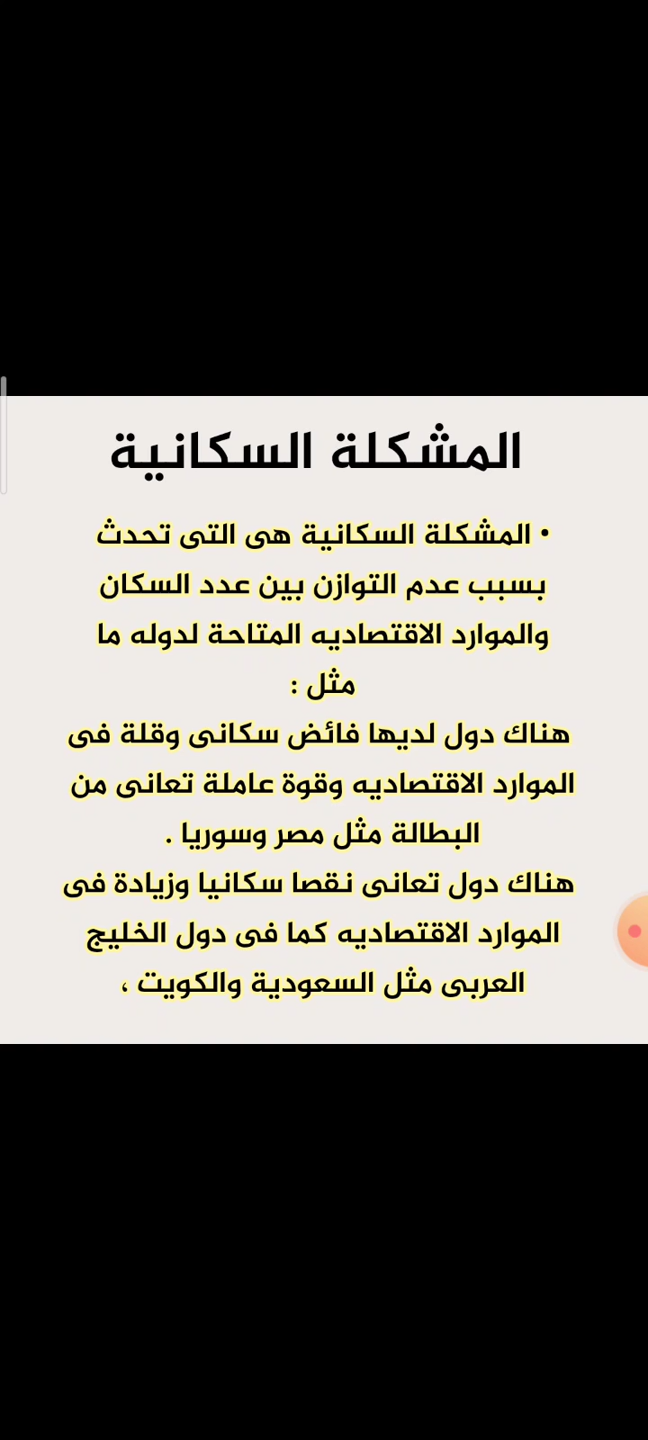 المشكلة السكانية
• المشكلة السكانية هى التى تحدث
بسبب عدم التوازن بين عدد السكان
والموارد الاقتصاديه المتاحة لدوله ما
مثل :
هناك دول لديها فائض سكانى وقلة فى
الموارد الاقتصاديه وقوة عاملة تعانى من
البطالة مثل مصر وسوريا .
هناك دول تعانى نقصا سكانيا وزيادة فى
الموارد الاقتصاديه كما فى دول الخليج
العربى مثل السعودية والكويت ،